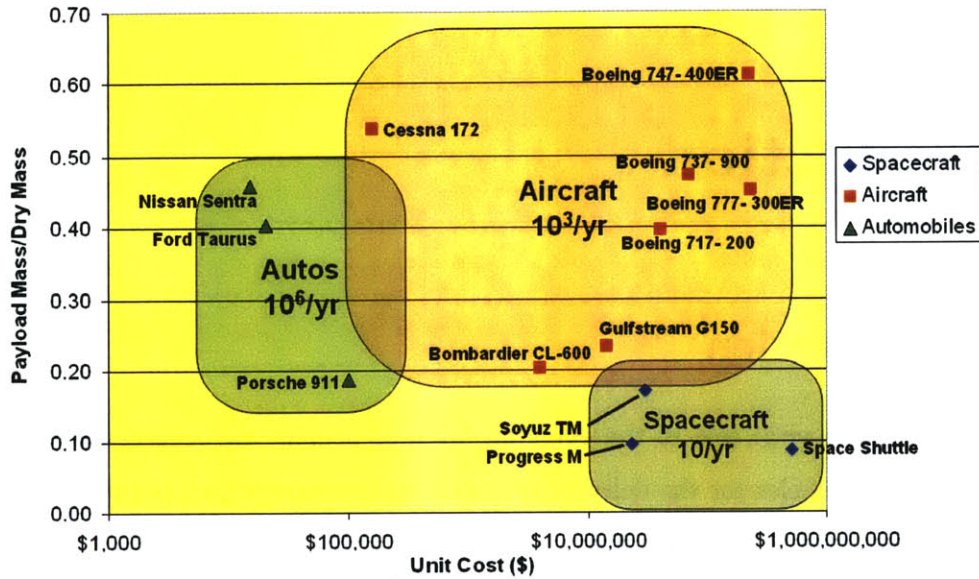 0.70
0.60
0.50
0.40
0.30
0.20
0.10
0.00
Payload Mass/Dry Mass
$1,000
$100,000
$10,000,000
$1,000,000,000
Unit Cost ($)
Boeing 747- 400ER
Cessna 172
Boeing 737- 900
Nissan Sentra
Aircraft
10³/yr
Boeing 777- 300ER
Ford Taurus
Boeing 717- 200
Autos
10⁶/yr
Gulfstream G150
Bombardier CL-600
Porsche 911
Soyuz TM
Spacecraft
10/yr
Progress M
Space Shuttle
Spacecraft
Aircraft
Automobiles